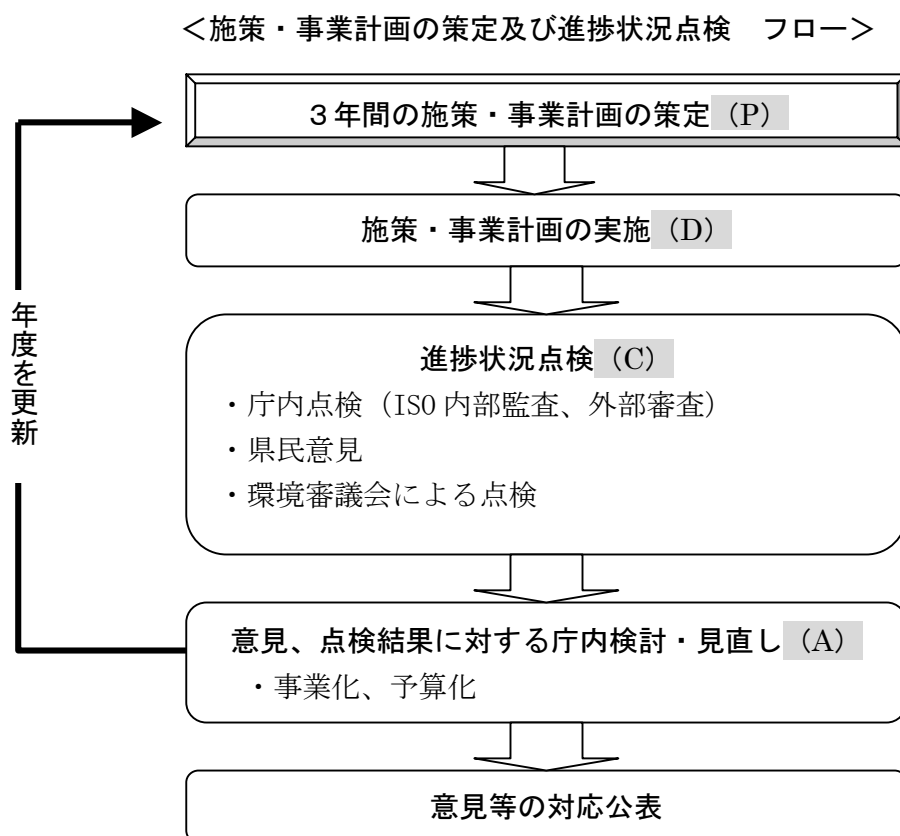 ＜施策・事業計画の策定及び進捗状況点検　フロー＞
３年間の施策・事業計画の策定（P）
施策・事業計画の実施（D）
年度を更新
進捗状況点検（C）
・庁内点検（ISO 内部監査、外部審査）
・県民意見
・環境審議会による点検
意見、点検結果に対する庁内検討・見直し（A）
・事業化、予算化
意見等の対応公表